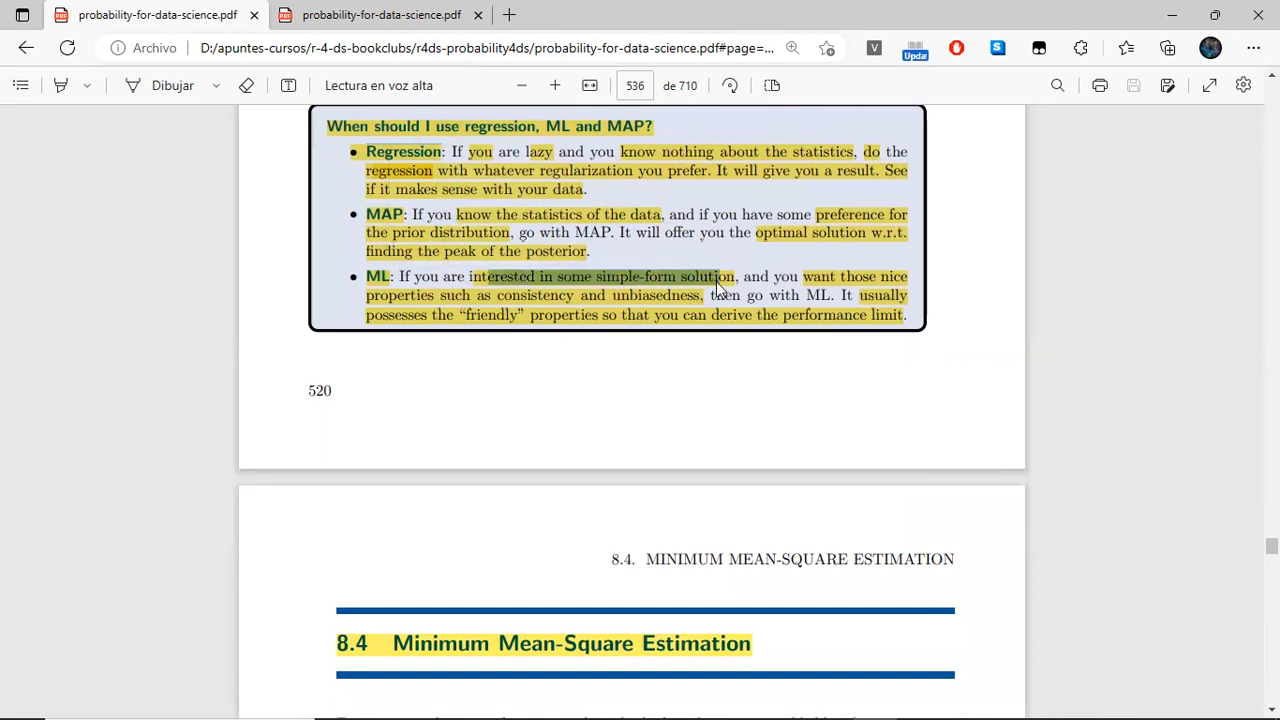 probability-for-data-science.pdf
probability-for-data-science.pdf
Archivo
D:/apuntes-cursos/r-4-ds-bookclubs/r4ds-probability4ds/probability-for-data-science.pdf#page=...
V
Upda
S
Dibujar
Lectura en voz alta
536 de 710
When should I use regression, ML and MAP?
• Regression: If you are lazy and you know nothing about the statistics, do the
regression with whatever regularization you prefer. It will give you a result. See
if it makes sense with your data.
• MAP: If you know the statistics of the data, and if you have some preference for
the prior distribution, go with MAP. It will offer you the optimal solution w.r.t.
finding the peak of the posterior.
• ML: If you are interested in some simple-form solution, and you want those nice
properties such as consistency and unbiasedness, then go with ML. It usually
possesses the “friendly” properties so that you can derive the performance limit.
520
8.4. MINIMUM MEAN-SQUARE ESTIMATION
8.4 Minimum Mean-Square Estimation